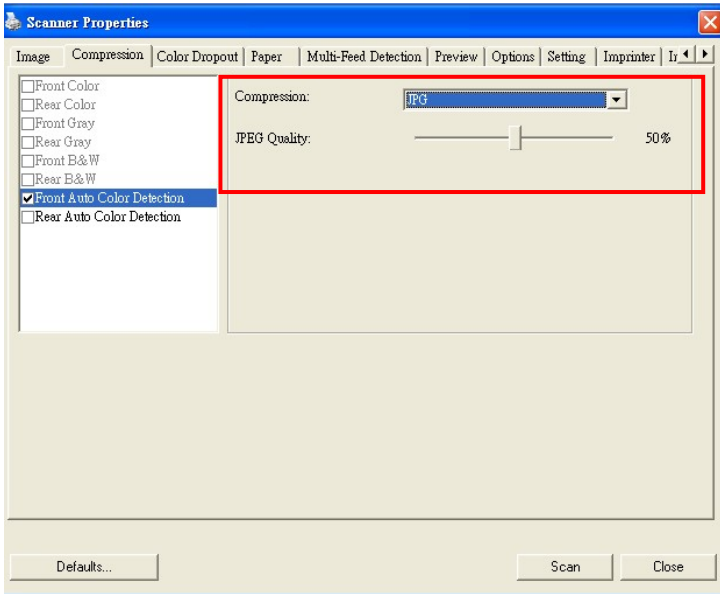 Scanner Properties
Image Compression Color Dropout Paper Multi-Feed Detection Preview Options Setting Imprinter
Front Color
Rear Color
Front Gray
Rear Gray
Front B&W
Rear B&W
Front Auto Color Detection
Rear Auto Color Detection
Compression: JPG
JPEG Quality: 50%
Defaults... Scan Close